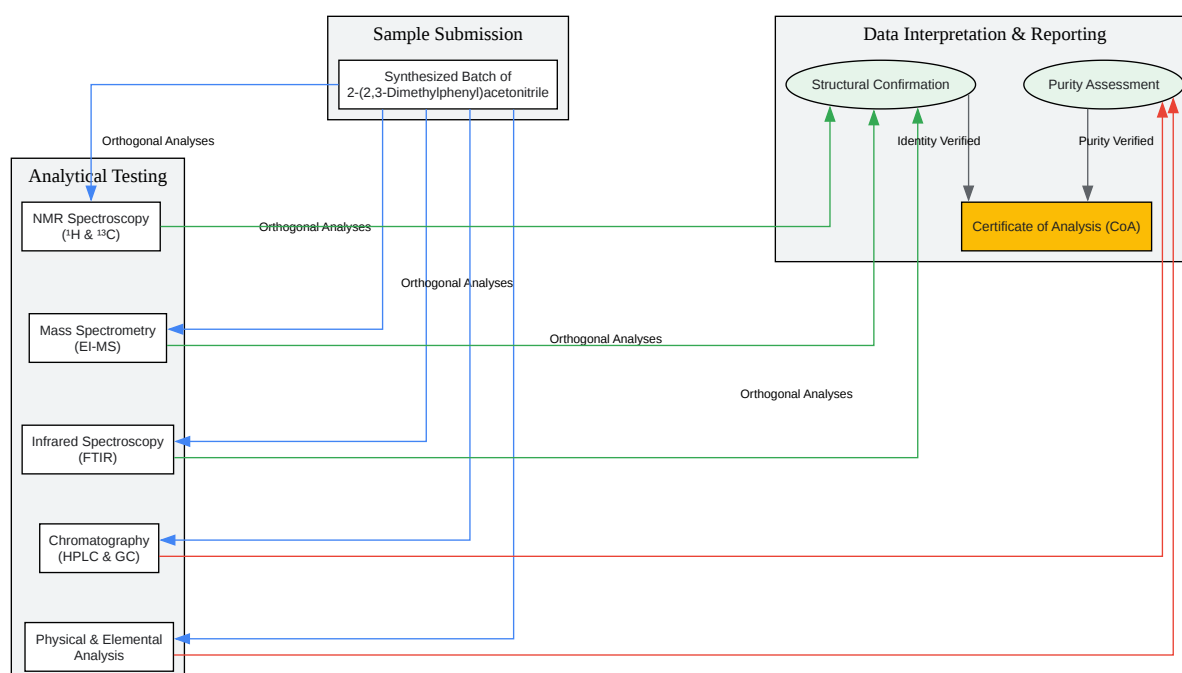 Sample Submission
Synthesized Batch of
2-(2,3-Dimethylphenyl)acetonitrile
Data Interpretation & Reporting
Structural Confirmation
Purity Assessment
Orthogonal Analyses
Identity Verified
Purity Verified
Analytical Testing
NMR Spectroscopy
(¹H & ¹³C)
Orthogonal Analyses
Certificate of Analysis (CoA)
Orthogonal Analyses
Mass Spectrometry
(EI-MS)
Orthogonal Analyses
Orthogonal Analyses
Infrared Spectroscopy
(FTIR)
Chromatography
(HPLC & GC)
Physical & Elemental
Analysis